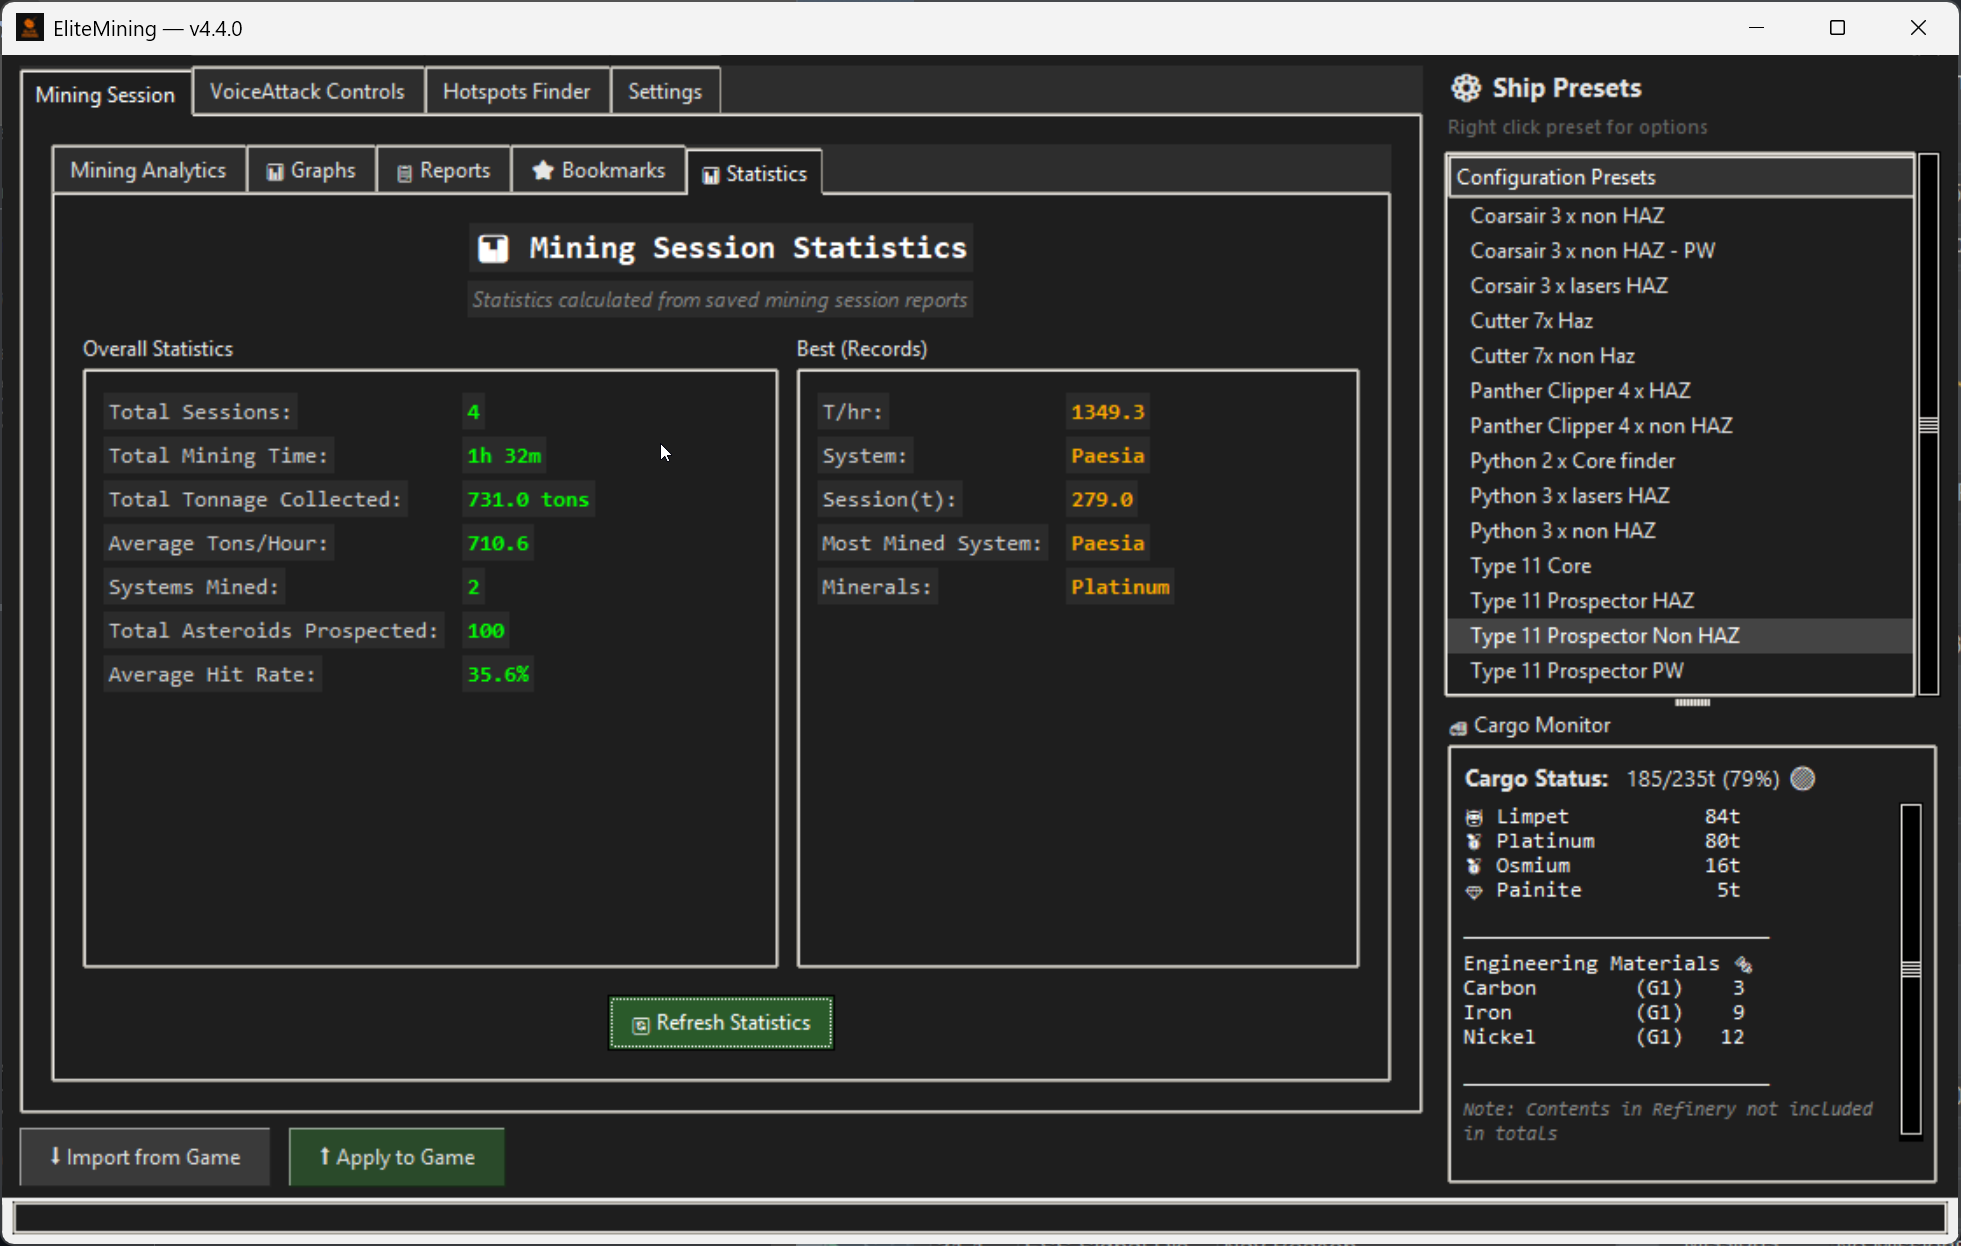 EliteMining — v4.4.0
Mining Session
VoiceAttack Controls
Hotspots Finder
Settings
Mining Analytics
Graphs
Reports
Bookmarks
Statistics
Mining Session Statistics
Statistics calculated from saved mining session reports
Overall Statistics
Total Sessions: 4
Total Mining Time: 1h 32m
Total Tonnage Collected: 731.0 tons
Average Tons/Hour: 710.6
Systems Mined: 2
Total Asteroids Prospected: 100
Average Hit Rate: 35.6%
Best (Records)
T/hr: 1349.3
System: Paesia
Session(t): 279.0
Most Mined System: Paesia
Minerals: Platinum
Refresh Statistics
Import from Game
Apply to Game
Ship Presets
Right click preset for options
Configuration Presets
Coarsair 3 x non HAZ
Coarsair 3 x non HAZ - PW
Corsair 3 x lasers HAZ
Cutter 7x Haz
Cutter 7x non Haz
Panther Clipper 4 x HAZ
Panther Clipper 4 x non HAZ
Python 2 x Core finder
Python 3 x lasers HAZ
Python 3 x non HAZ
Type 11 Core
Type 11 Prospector HAZ
Type 11 Prospector Non HAZ
Type 11 Prospector PW
Cargo Monitor
Cargo Status: 185/235t (79%)
Limpet 84t
Platinum 80t
Osmium 16t
Painite 5t
Engineering Materials
Carbon (G1) 3
Iron (G1) 9
Nickel (G1) 12
Note: Contents in Refinery not included
in totals